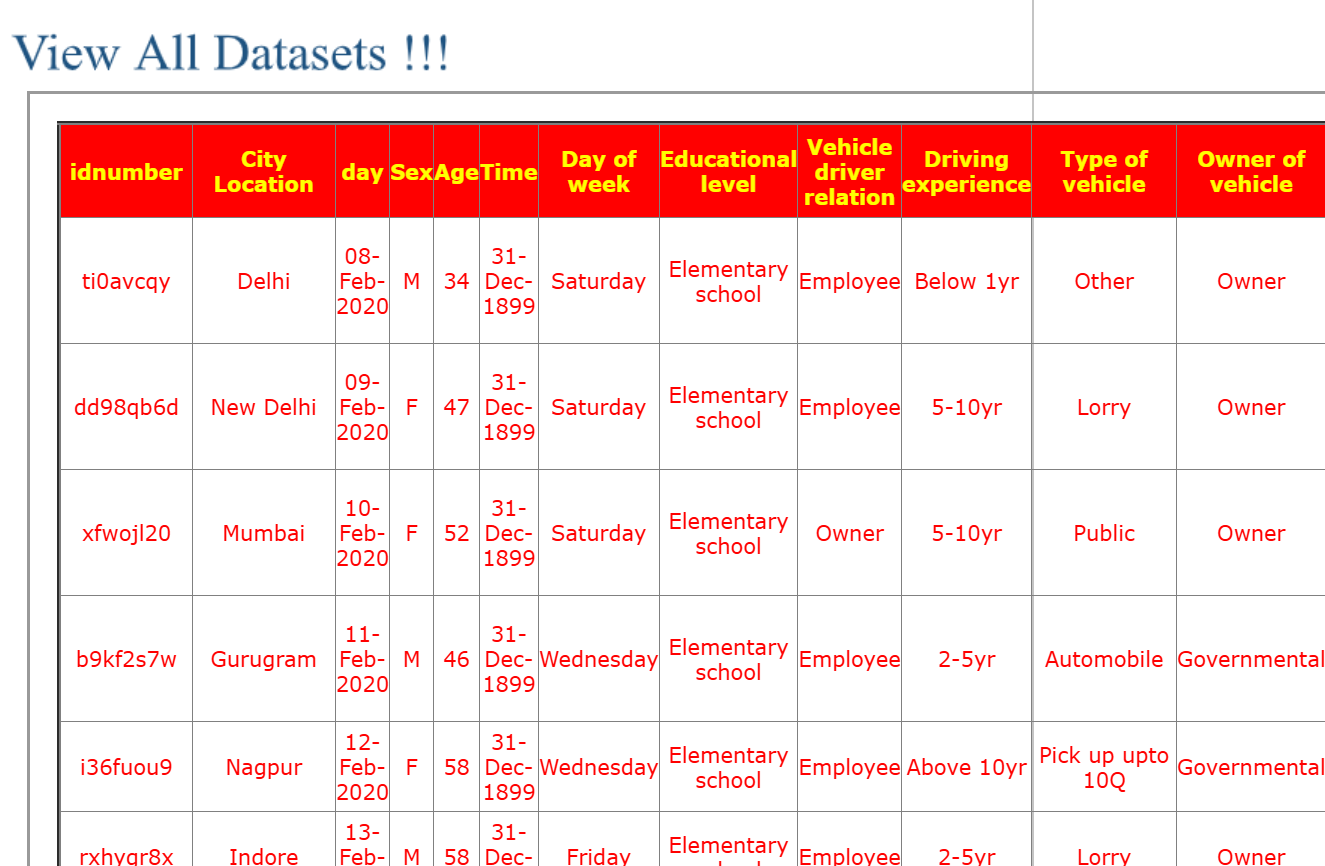 View All Datasets !!!
idnumber City Location day Sex Age Time Day of week Educational level Vehicle driver relation Driving experience Type of vehicle Owner of vehicle
ti0avcqy Delhi 08-Feb-2020 M 34 31-Dec-1899 Saturday Elementary school Employee Below 1yr Other Owner
dd98qb6d New Delhi 09-Feb-2020 F 47 31-Dec-1899 Saturday Elementary school Employee 5-10yr Lorry Owner
xfwojl20 Mumbai 10-Feb-2020 F 52 31-Dec-1899 Saturday Elementary school Owner 5-10yr Public Owner
b9kf2s7w Gurugram 11-Feb-2020 M 46 31-Dec-1899 Wednesday Elementary school Employee 2-5yr Automobile Governmental
i36fuou9 Nagpur 12-Feb-2020 F 58 31-Dec-1899 Wednesday Elementary school Employee Above 10yr Pick up upto 10Q Governmental
Indore 13-Feb- M 58 31-Dec- Friday Elementary Employee 2-5yr Lorry Owner